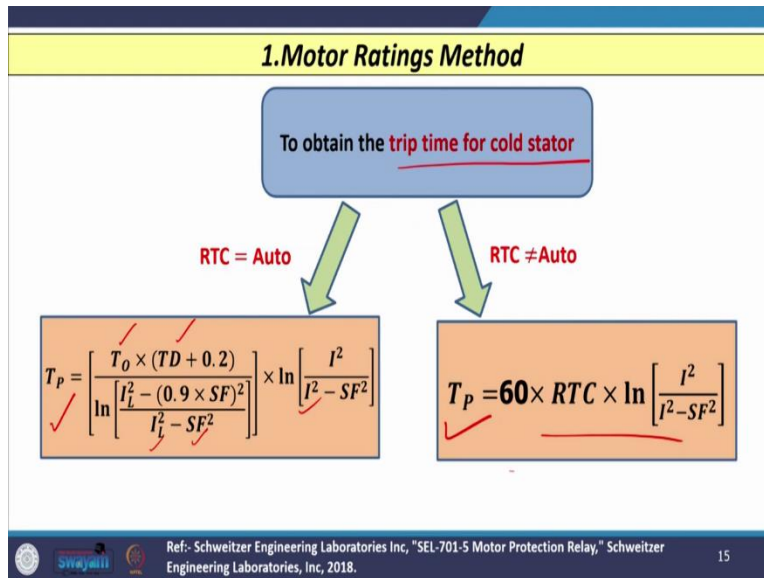 1.Motor Ratings Method
To obtain the trip time for cold stator
RTC = Auto
RTC ≠Auto
T_P = [T_O × (TD + 0.2) / ln[(I_L^2 − (0.9 × SF)^2) / (I_L^2 − SF^2)]] × ln[I^2 / (I^2 − SF^2)]
T_P =60× RTC × ln[I^2 / (I^2−SF^2)]
swayam
Ref:- Schweitzer Engineering Laboratories Inc, "SEL-701-5 Motor Protection Relay," Schweitzer
Engineering Laboratories, Inc, 2018.
15